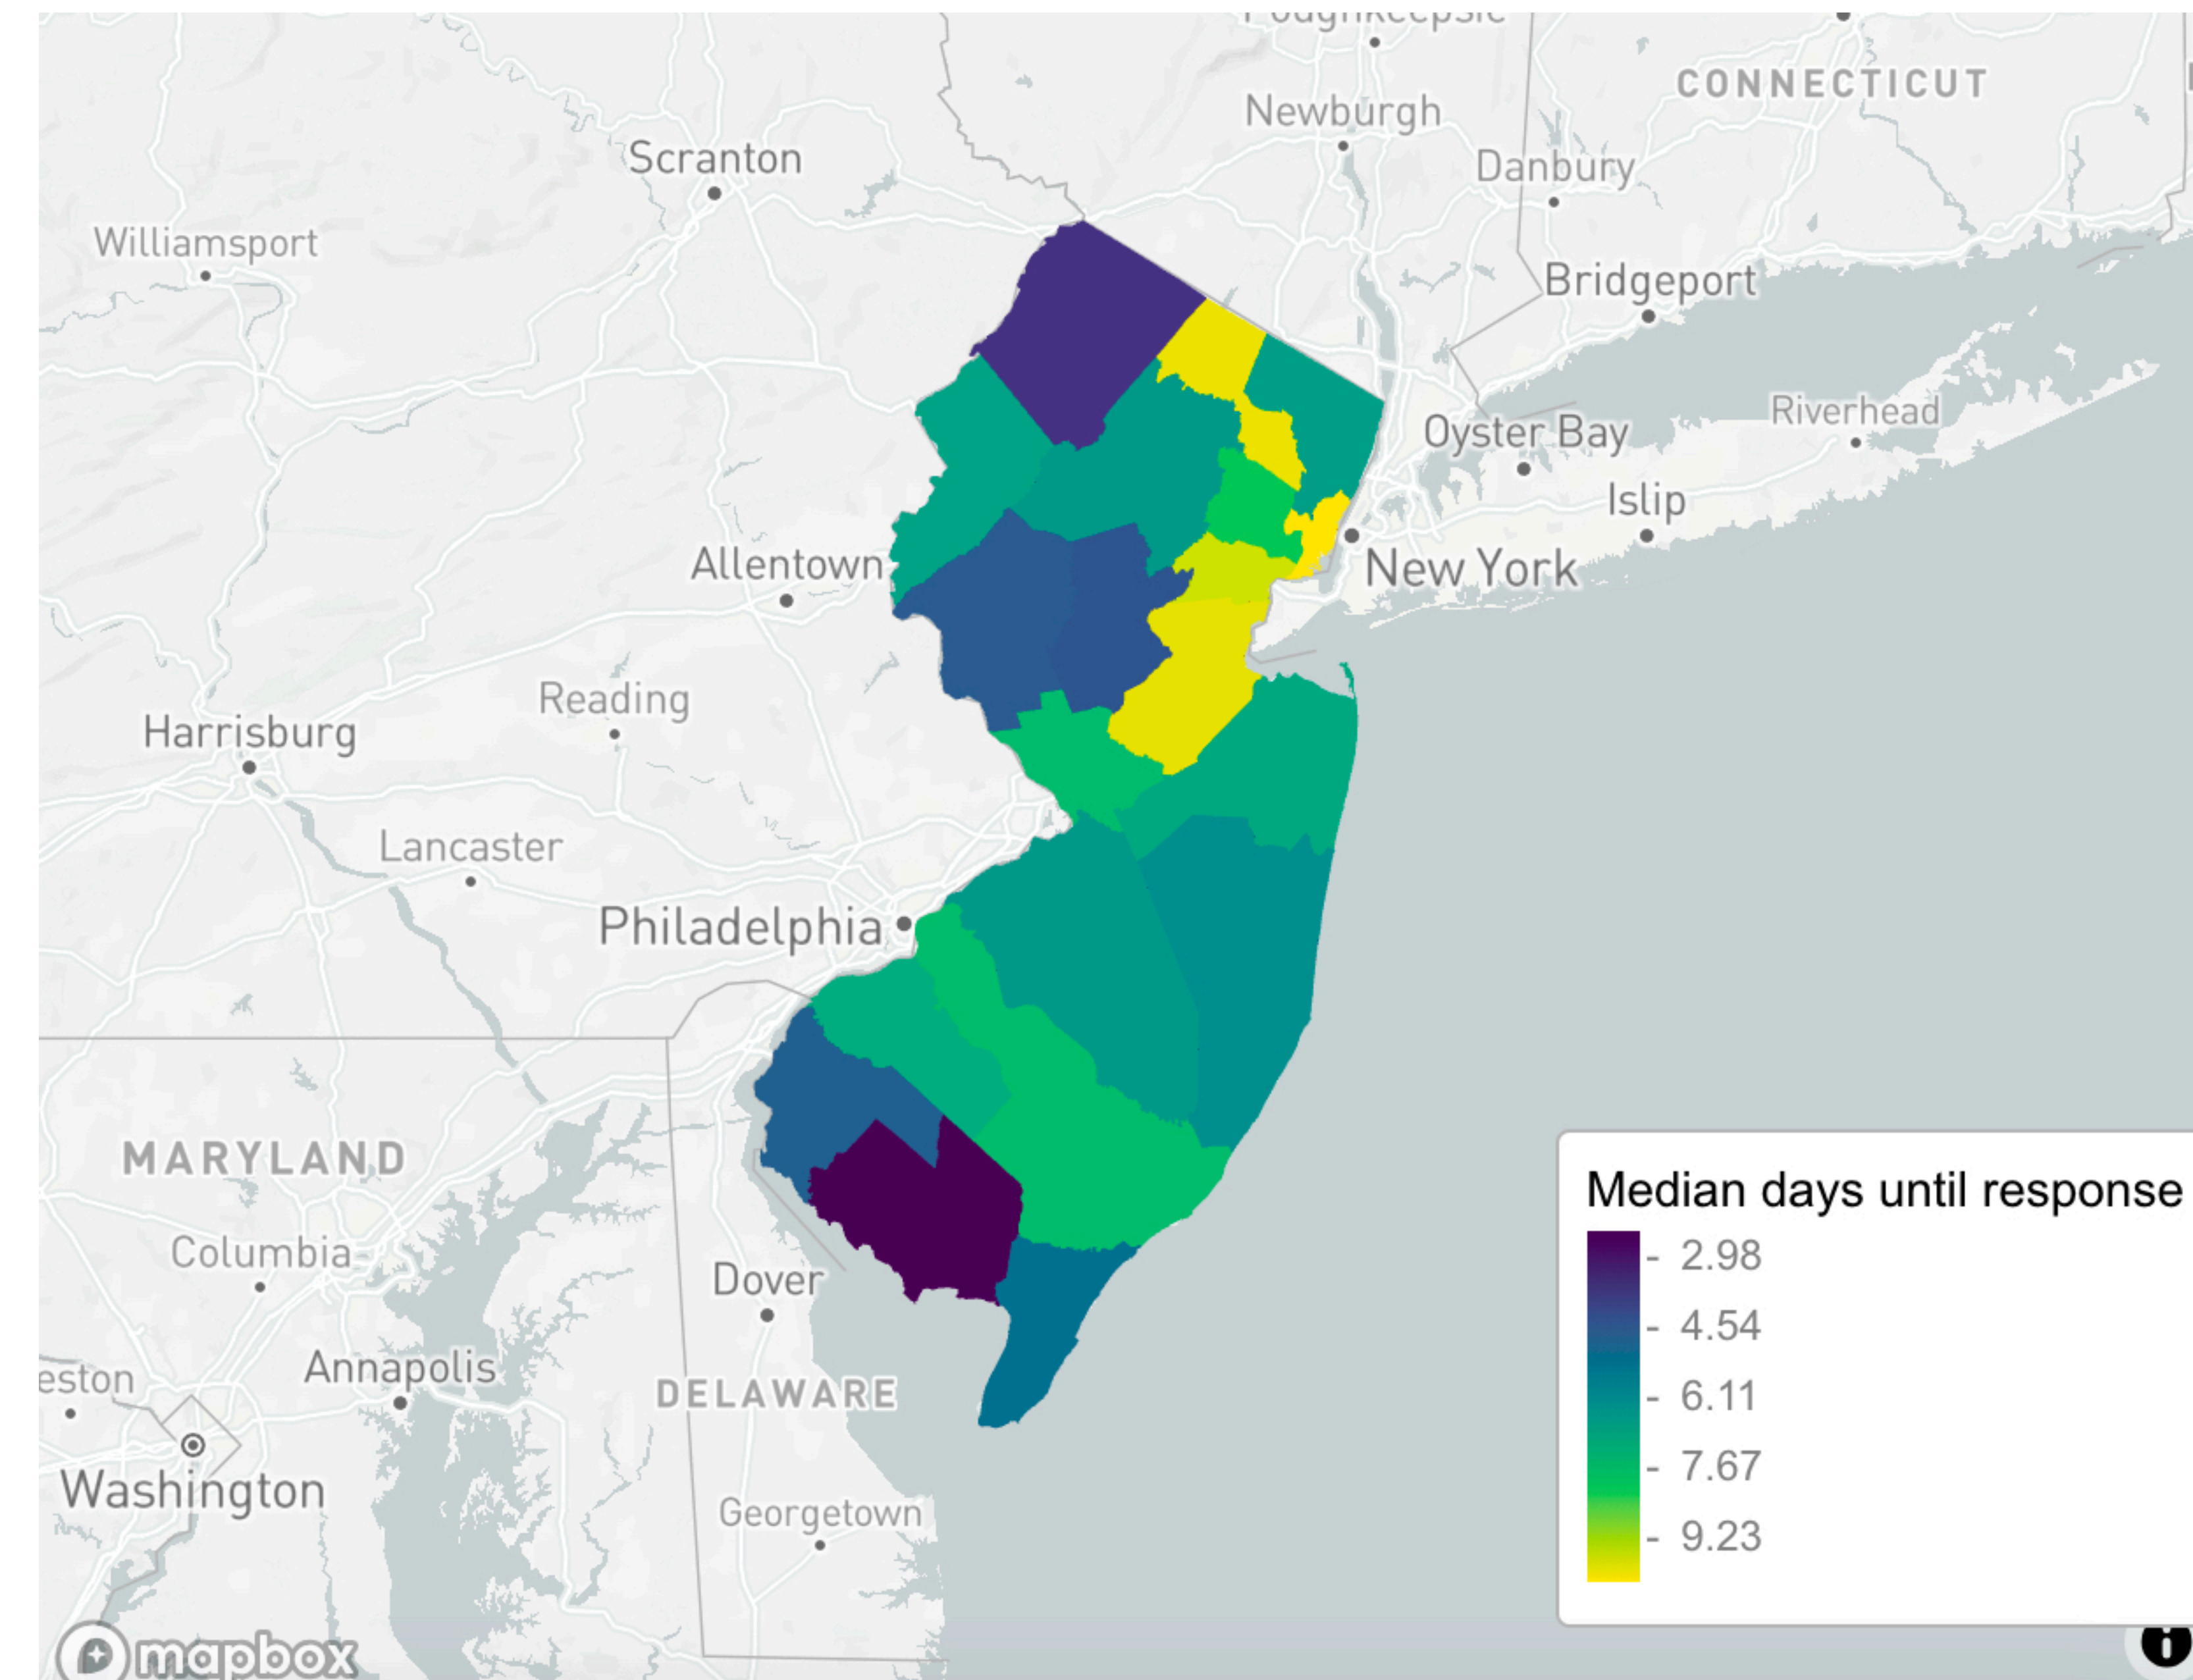 CONNECTICUT
Newburgh
Scranton
Danbury
Williamsport
Bridgeport
Riverhead
Oyster Bay
Islip
Allentown
New York
Reading
Harrisburg
Lancaster
Philadelphia
MARYLAND
Median days until response
- 2.98
- 4.54
- 6.11
- 7.67
- 9.23
Columbia
Dover
Annapolis
eston
DELAWARE
Washington
Georgetown
mapbox